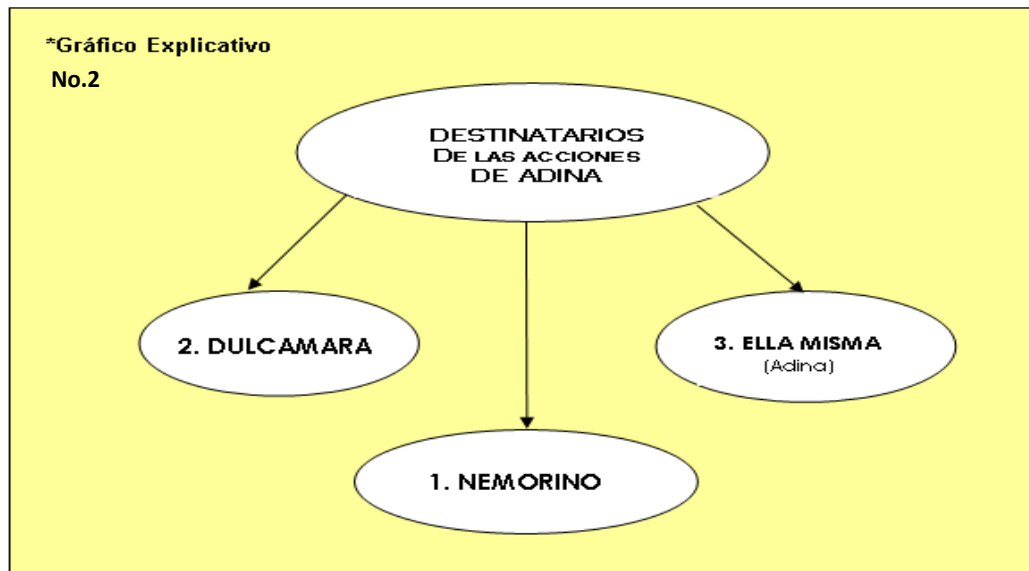 *Gráfico Explicativo
No.2
DESTINATARIOS
DE LAS ACCIONES
DE ADINA
2. DULCAMARA
3. ELLA MISMA
(Adina)
1. NEMORINO